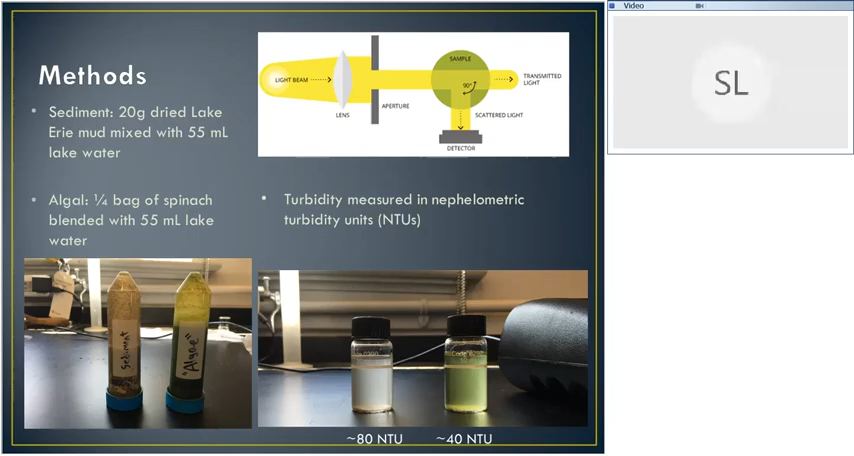 Video
SL
Methods
• Sediment: 20g dried Lake
Erie mud mixed with 55 mL
lake water
• Algal: ¼ bag of spinach
blended with 55 mL lake
water
LIGHT BEAM
LENS
APERTURE
SAMPLE
90°
TRANSMITTED
LIGHT
SCATTERED LIGHT
DETECTOR
• Turbidity measured in nephelometric
turbidity units (NTUs)
Sediment
"Algae"
~80 NTU
~40 NTU